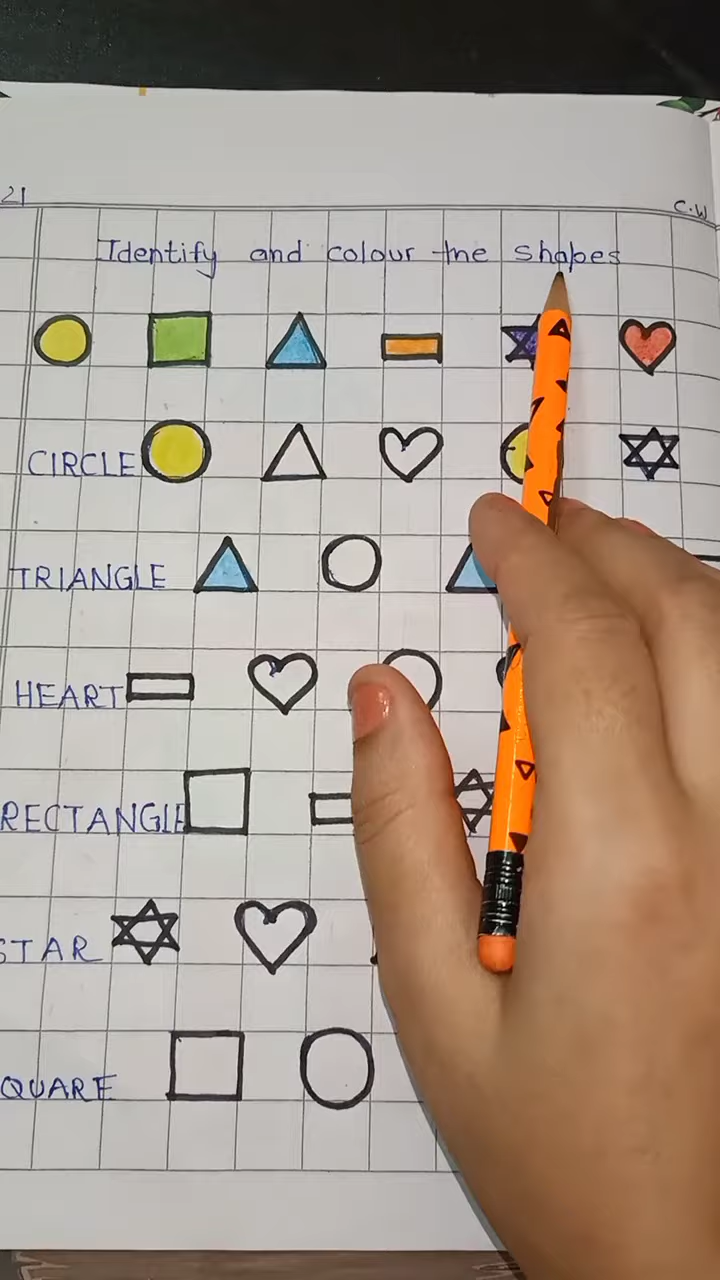 21
C.W
Identify and colour the shapes
CIRCLE
TRIANGLE
HEART
RECTANGLE
STAR
QUARE